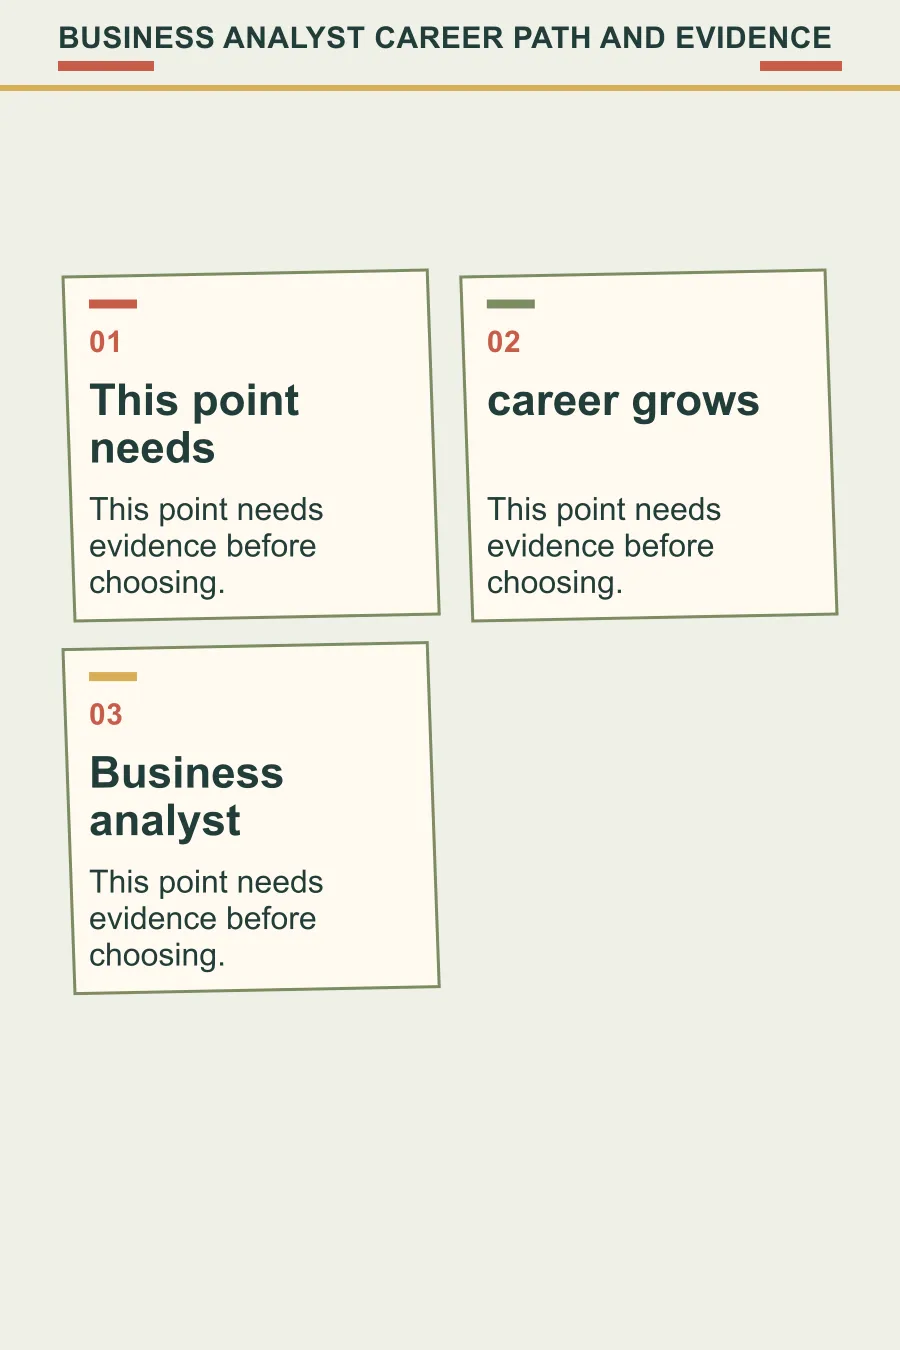 BUSINESS ANALYST CAREER PATH AND EVIDENCE
01
This point
needs
This point needs
evidence before
choosing.
02
career grows
This point needs
evidence before
choosing.
03
Business
analyst
This point needs
evidence before
choosing.